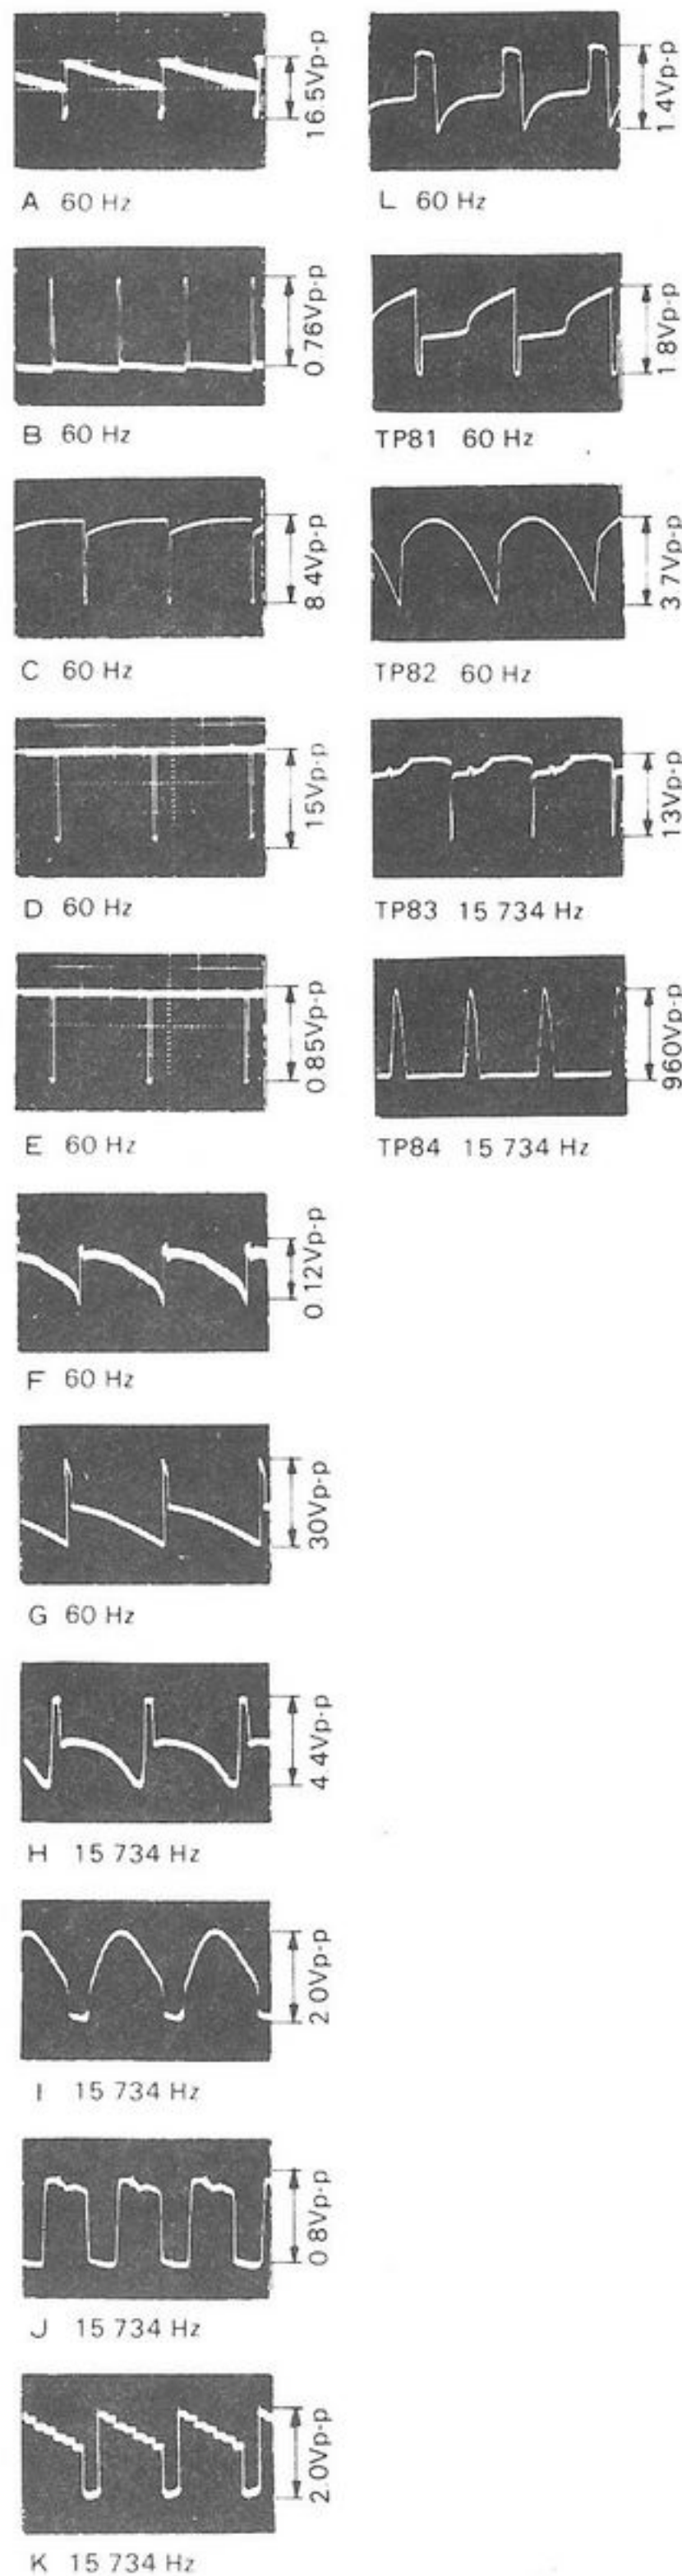 16.5Vp-p
A 60 Hz
0.76Vp-p
B 60 Hz
8.4Vp-p
C 60 Hz
15Vp-p
D 60 Hz
0.85Vp-p
E 60 Hz
0.12Vp-p
F 60 Hz
30Vp-p
G 60 Hz
4.4Vp-p
H 15 734 Hz
2.0Vp-p
I 15 734 Hz
0.8Vp-p
J 15 734 Hz
2.0Vp-p
K 15 734 Hz
1.4Vp-p
L 60 Hz
1.8Vp-p
TP81 60 Hz
3.7Vp-p
TP82 60 Hz
13Vp-p
TP83 15 734 Hz
960Vp-p
TP84 15 734 Hz